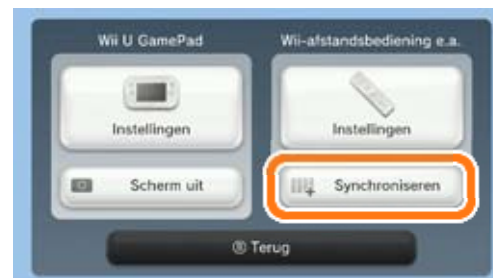 Wii U GamePad
Wii-afstandsbediening e.a.
Instellingen
Instellingen
Scherm uit
Synchroniseren
Ⓑ Terug